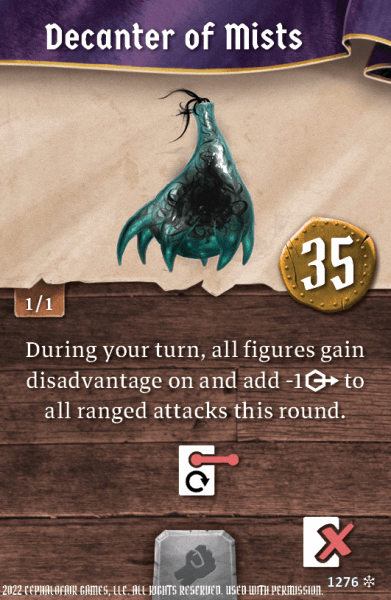 Decanter of Mists
35
1/1
During your turn, all figures gain
disadvantage on and add -1 to
all ranged attacks this round.
1276
2022 CEPHALOFAIR GAMES, LLC. ALL RIGHTS RESERVED. USED WITH PERMISSION.